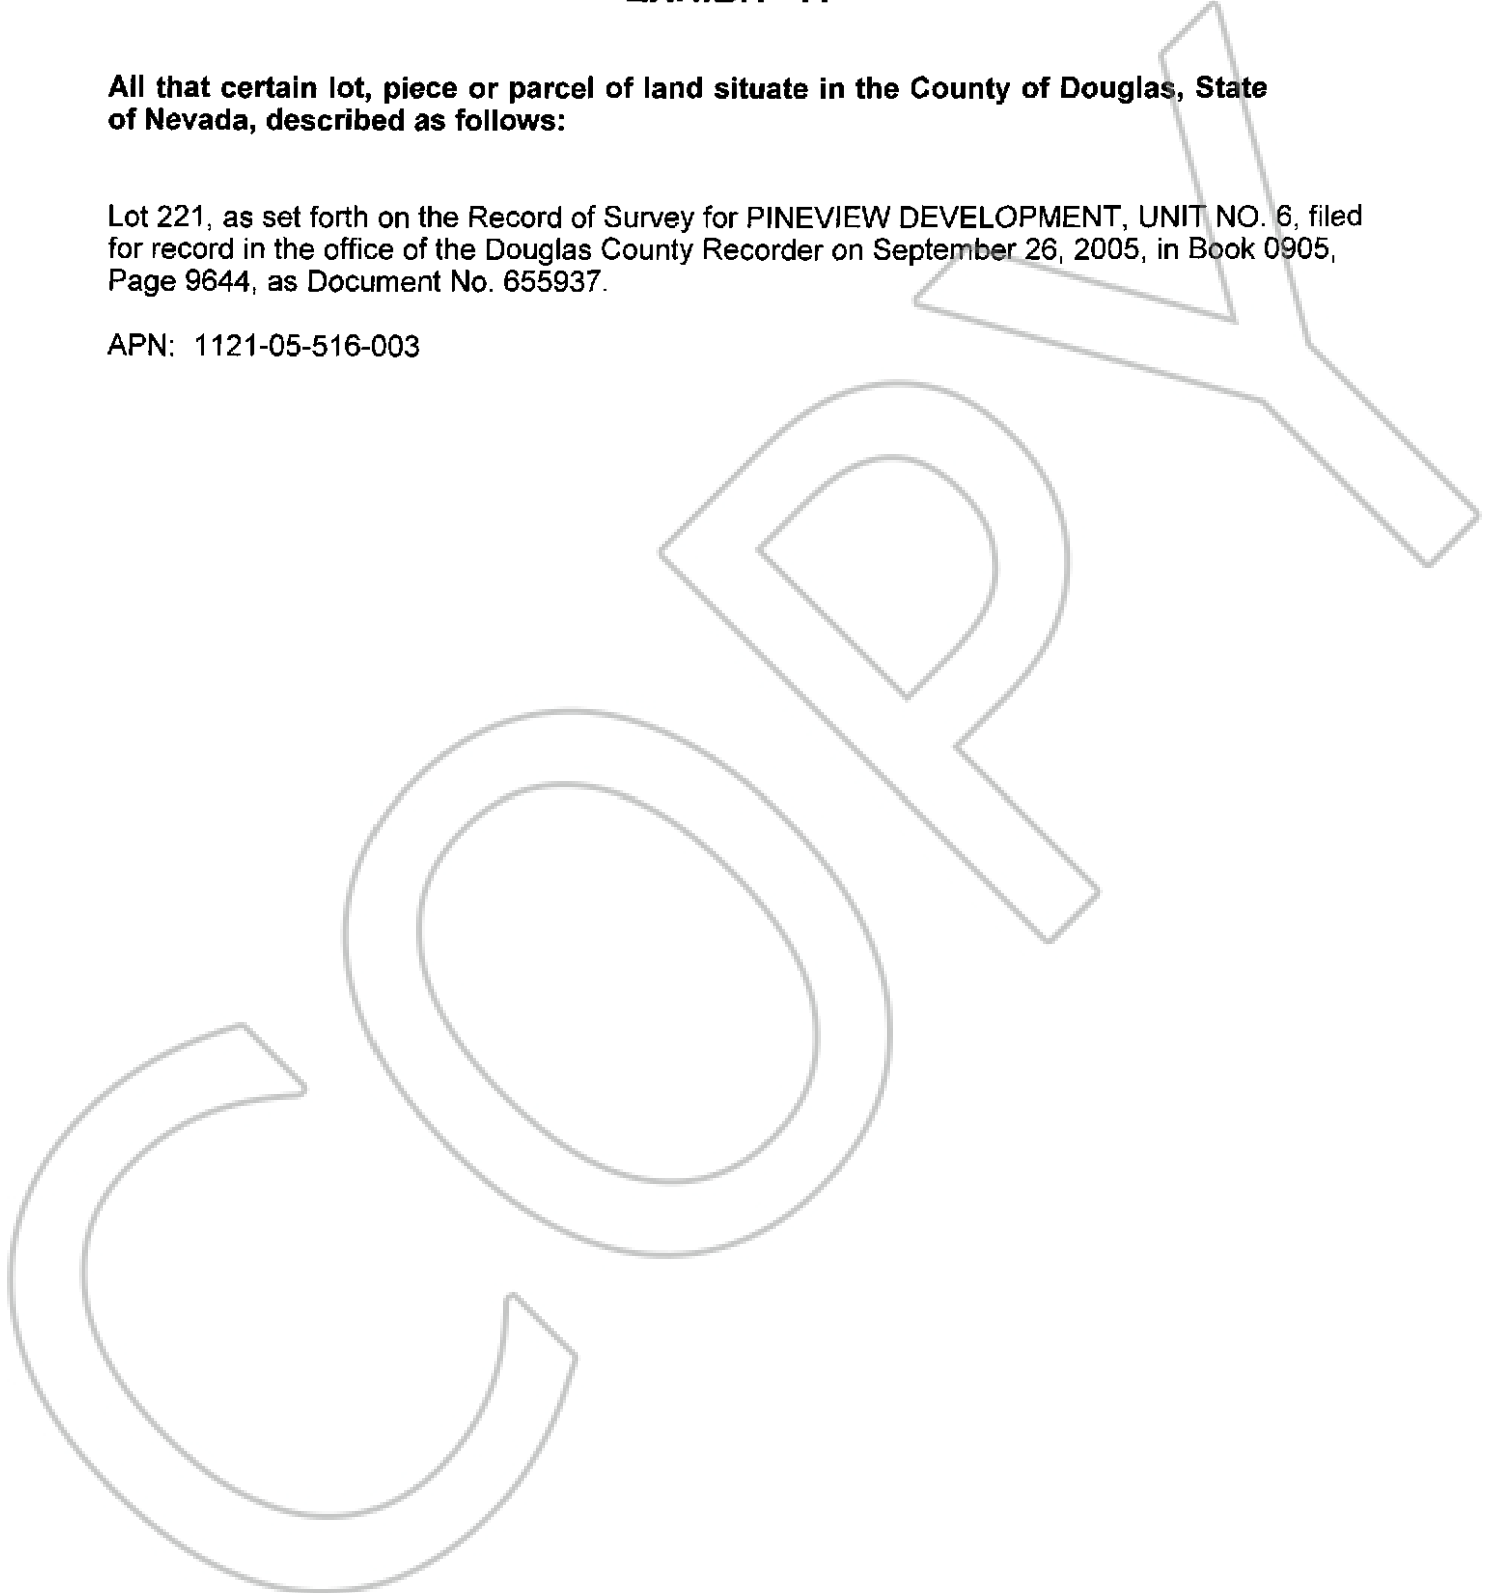 All that certain lot, piece or parcel of land situate in the County of Douglas, State
of Nevada, described as follows:
Lot 221, as set forth on the Record of Survey for PINEVIEW DEVELOPMENT, UNIT NO. 6, filed
for record in the office of the Douglas County Recorder on September 26, 2005, in Book 0905,
Page 9644, as Document No. 655937.
APN: 1121-05-516-003
COPY